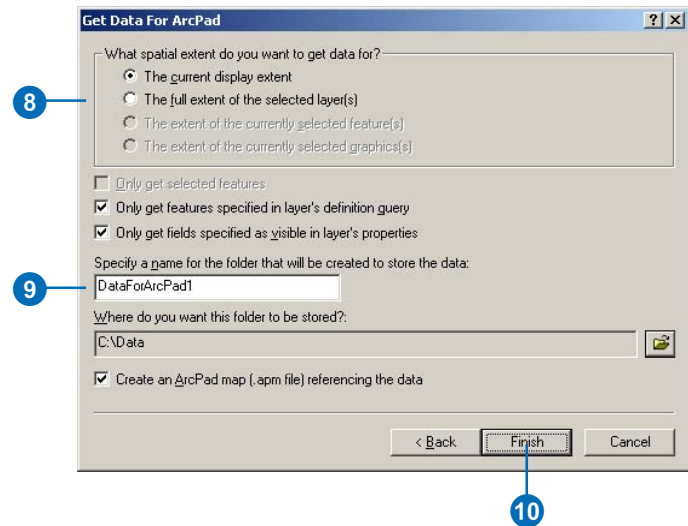 Get Data For ArcPad
What spatial extent do you want to get data for?
The current display extent
8
The full extent of the selected layer(s)
The extent of the currently selected feature(s)
The extent of the currently selected graphics(s)
Only get selected features
Only get features specified in layer's definition query
Only get fields specified as visible in layer's properties
Specify a name for the folder that will be created to store the data:
9
DataForArcPad1
Where do you want this folder to be stored?:
C:\Data
Create an ArcPad map (.apm file) referencing the data
< Back Finish Cancel
10